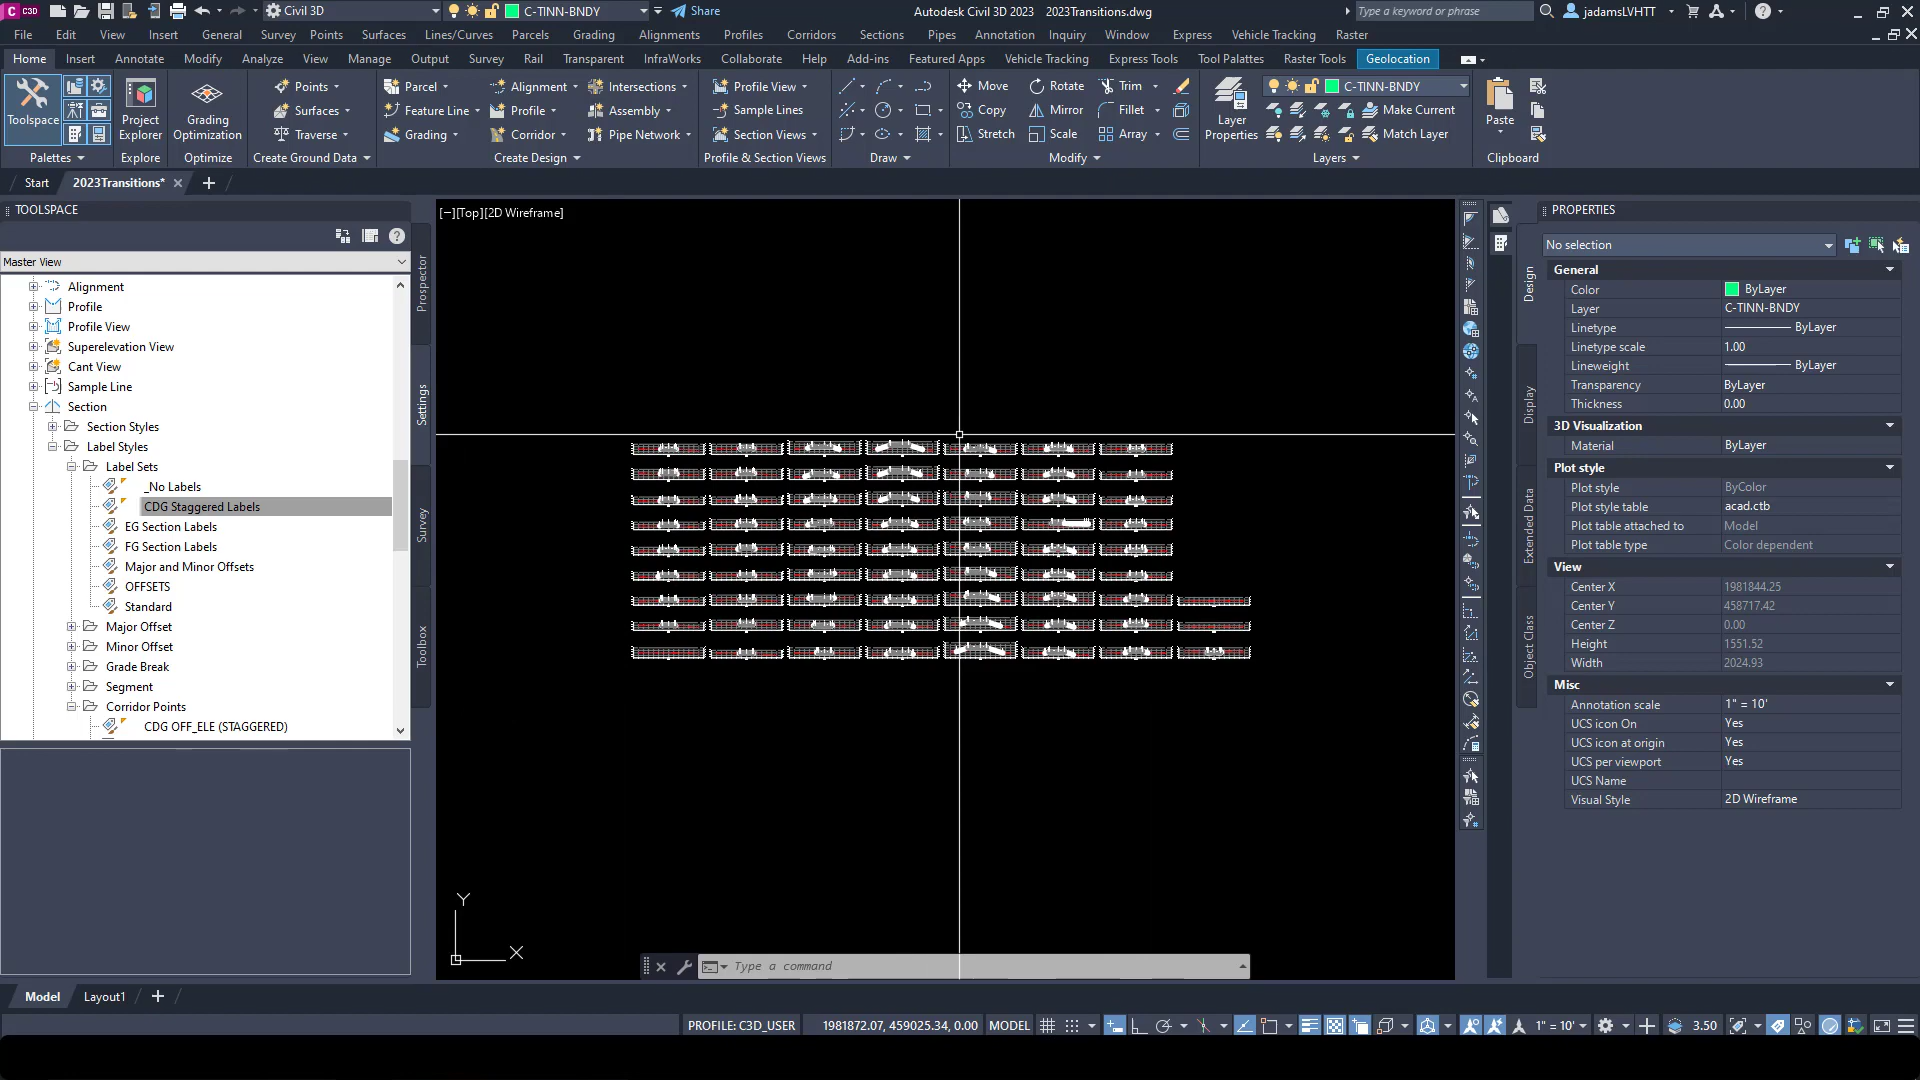 C C3D Civil 3D C-TINN-BNDY Share Autodesk Civil 3D 2023 2023Transitions.dwg Type a keyword or phrase jadamsLVHTT
File Edit View Insert General Survey Points Surfaces Lines/Curves Parcels Grading Alignments Profiles Corridors Sections Pipes Annotation Inquiry Window Express Vehicle Tracking Raster
Home Insert Annotate Modify Analyze View Manage Output Survey Rail Transparent InfraWorks Collaborate Help Add-ins Featured Apps Vehicle Tracking Express Tools Tool Palettes Raster Tools Geolocation
Toolspace
Palettes
Project
Explorer
Explore
Grading
Optimization
Optimize
Points
Surfaces
Traverse
Create Ground Data
Parcel Alignment Intersections
Feature Line Profile Assembly
Grading Corridor Pipe Network
Create Design
Profile View
Sample Lines
Section Views
Profile & Section Views
Draw
Move Rotate Trim
Copy Mirror Fillet
Stretch Scale Array
Modify
Layer
Properties
C-TINN-BNDY
Make Current
Match Layer
Layers
Paste
Clipboard
Start 2023Transitions*
TOOLSPACE
Master View
Alignment
Profile
Profile View
Superelevation View
Cant View
Sample Line
Section
Section Styles
Label Styles
Label Sets
_No Labels
CDG Staggered Labels
EG Section Labels
FG Section Labels
Major and Minor Offsets
OFFSETS
Standard
Major Offset
Minor Offset
Grade Break
Segment
Corridor Points
CDG OFF_ELE (STAGGERED)
Prospector
Settings
Survey
Toolbox
[−][Top][2D Wireframe]
Y
X
Type a command
PROPERTIES
No selection
Design
Display
Extended Data
Object Class
General
Color ByLayer
Layer C-TINN-BNDY
Linetype ByLayer
Linetype scale 1.00
Lineweight ByLayer
Transparency ByLayer
Thickness 0.00
3D Visualization
Material ByLayer
Plot style
Plot style ByColor
Plot style table acad.ctb
Plot table attached to Model
Plot table type Color dependent
View
Center X 1981844.25
Center Y 458717.42
Center Z 0.00
Height 1551.52
Width 2024.93
Misc
Annotation scale 1" = 10'
UCS icon On Yes
UCS icon at origin Yes
UCS per viewport Yes
UCS Name
Visual Style 2D Wireframe
Model Layout1
PROFILE: C3D_USER 1981872.07, 459025.34, 0.00 MODEL 1" = 10' 3.50